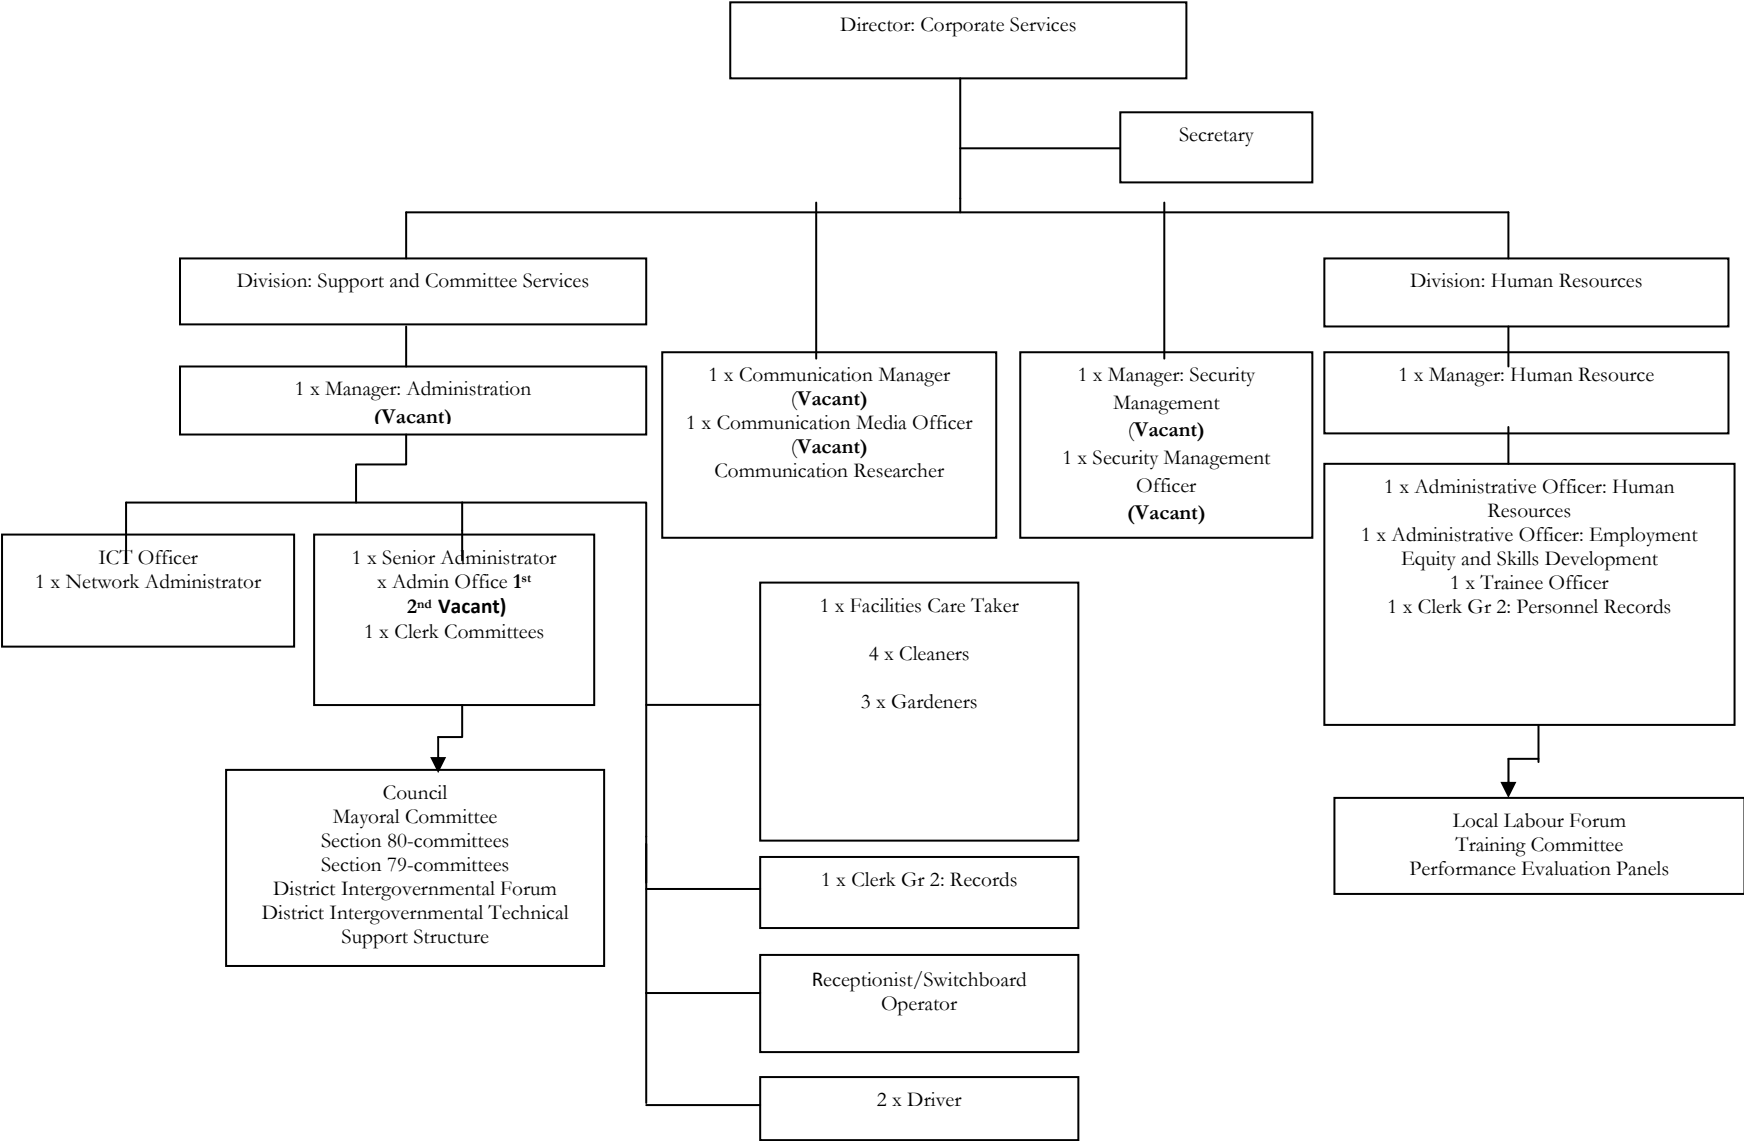 Director: Corporate Services
Secretary
Division: Support and Committee Services
Division: Human Resources
1 x Manager: Administration
(Vacant)
1 x Communication Manager
(Vacant)
1 x Communication Media Officer
(Vacant)
Communication Researcher
1 x Manager: Security
Management
(Vacant)
1 x Security Management
Officer
(Vacant)
1 x Manager: Human Resource
1 x Administrative Officer: Human
Resources
1 x Administrative Officer: Employment
Equity and Skills Development
1 x Trainee Officer
1 x Clerk Gr 2: Personnel Records
ICT Officer
1 x Network Administrator
1 x Senior Administrator
x Admin Office 1st
2nd Vacant)
1 x Clerk Committees
1 x Facilities Care Taker
4 x Cleaners
3 x Gardeners
Council
Mayoral Committee
Section 80-committees
Section 79-committees
District Intergovernmental Forum
District Intergovernmental Technical
Support Structure
Local Labour Forum
Training Committee
Performance Evaluation Panels
1 x Clerk Gr 2: Records
Receptionist/Switchboard
Operator
2 x Driver